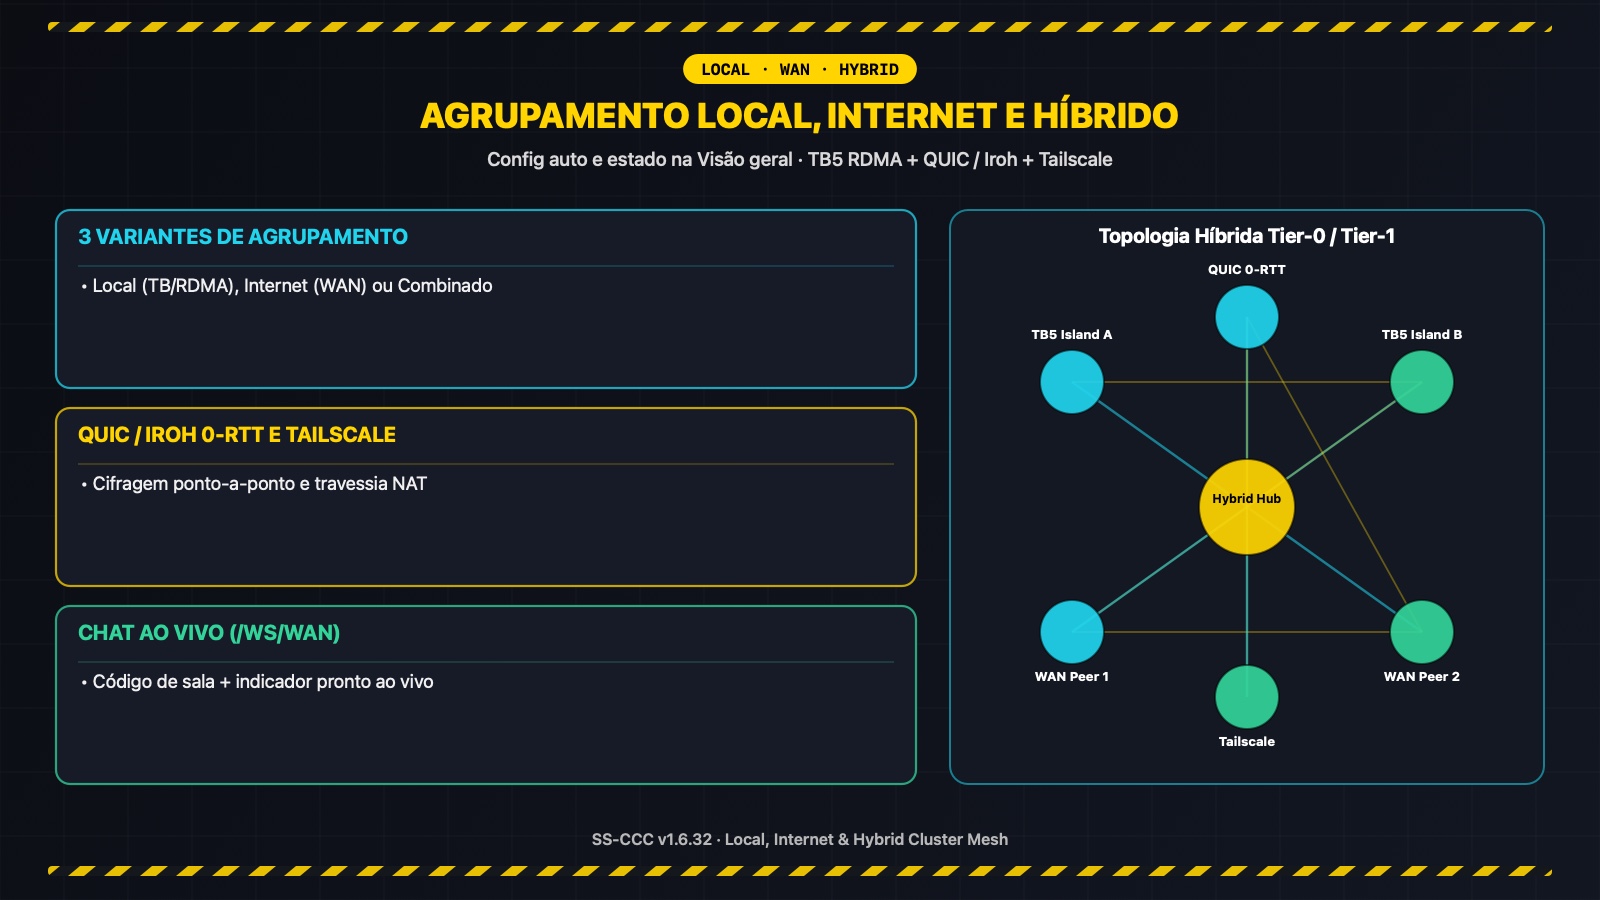 LOCAL · WAN · HYBRID
AGRUPAMENTO LOCAL, INTERNET E HÍBRIDO
Config auto e estado na Visão geral · TB5 RDMA + QUIC / Iroh + Tailscale
3 VARIANTES DE AGRUPAMENTO
• Local (TB/RDMA), Internet (WAN) ou Combinado
QUIC / IROH 0-RTT E TAILSCALE
• Cifragem ponto-a-ponto e travessia NAT
CHAT AO VIVO (/WS/WAN)
• Código de sala + indicador pronto ao vivo
Topologia Híbrida Tier-0 / Tier-1
QUIC 0-RTT
TB5 Island A
TB5 Island B
Hybrid Hub
WAN Peer 1
WAN Peer 2
Tailscale
SS-CCC v1.6.32 · Local, Internet & Hybrid Cluster Mesh